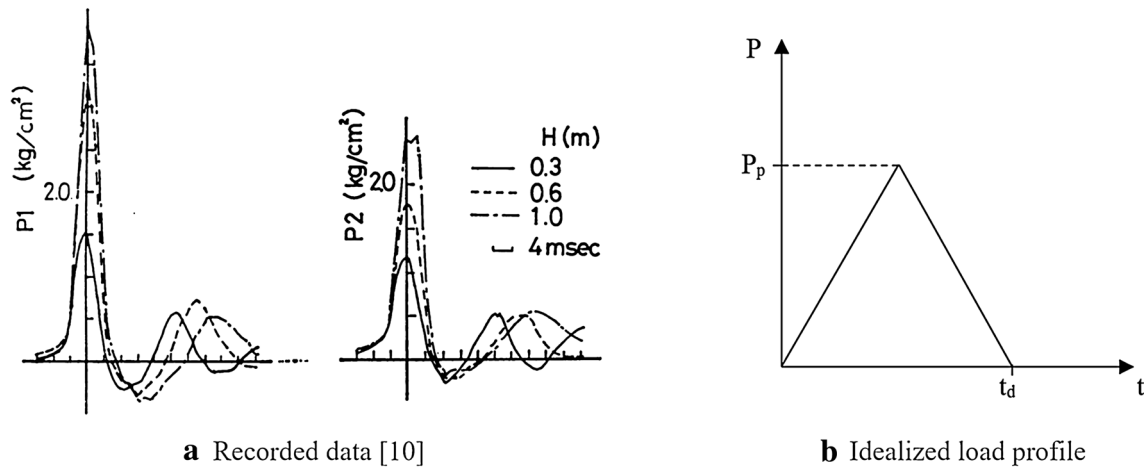 P1 (kg/cm²)
2.0
P2 (kg/cm²)
2.0
H (m)
0.3
0.6
1.0
4 msec
a Recorded data [10]
P
Pₚ
t_d
t
b Idealized load profile